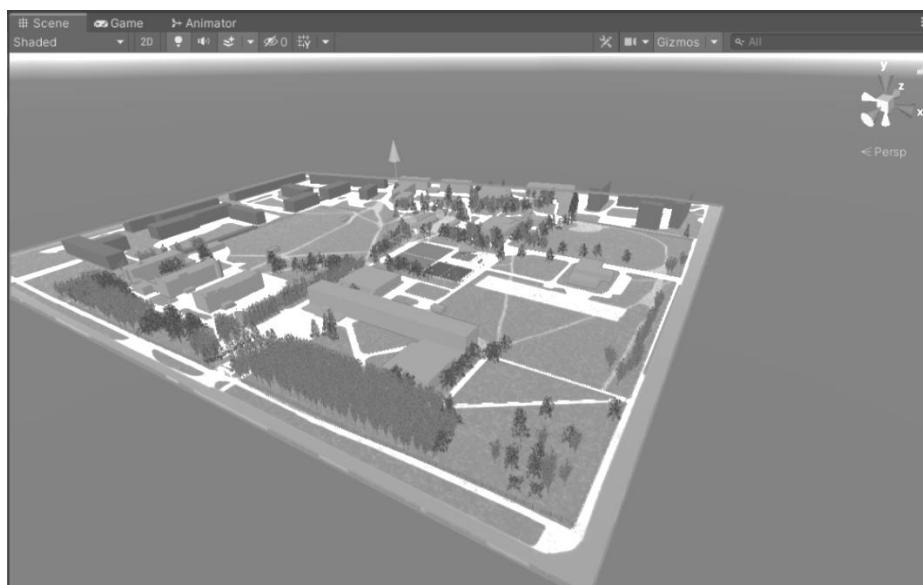 Scene Game Animator
Shaded 2D 0 Gizmos All
y
z
x
Persp